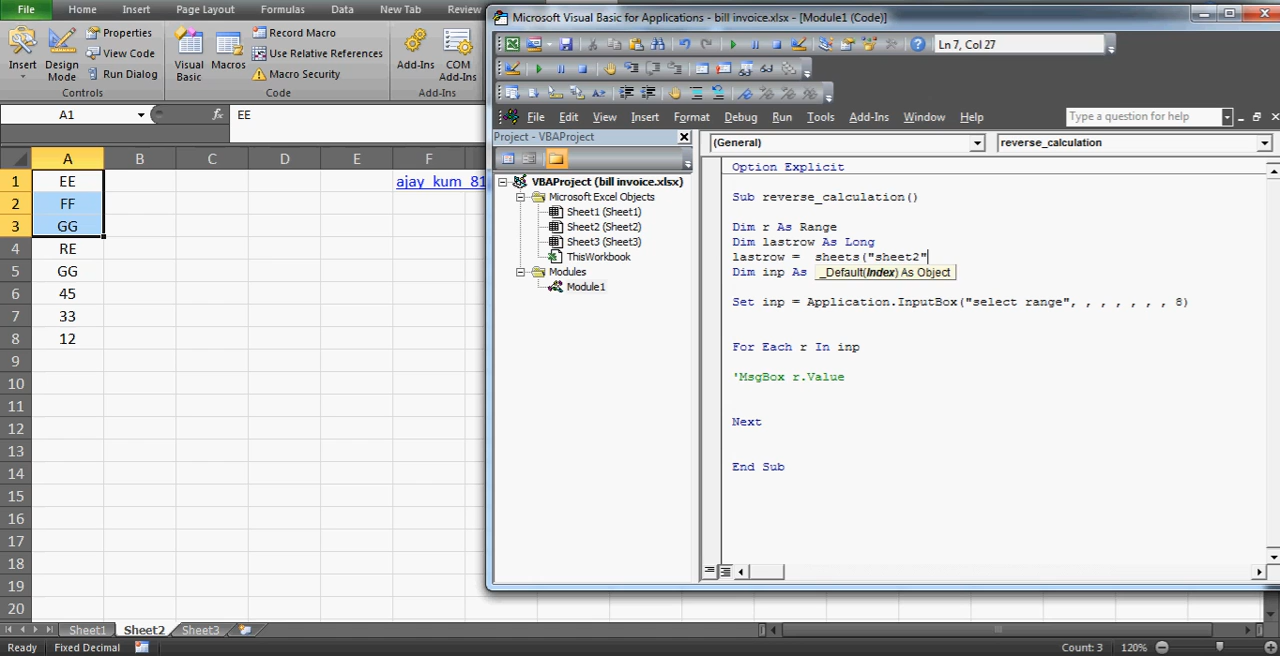 File Home Insert Page Layout Formulas Data New Tab Review
Microsoft Visual Basic for Applications - bill invoice.xlsx - [Module1 (Code)]
Insert Design Mode Properties View Code Run Dialog Visual Basic Macros Record Macro Use Relative References Macro Security Add-Ins COM Add-Ins
Controls Code Add-Ins
Ln 7, Col 27
A1 fx EE
File Edit View Insert Format Debug Run Tools Add-Ins Window Help Type a question for help
Project - VBAProject
(General) reverse_calculation
A B C D E F
1 EE ajay_kum_81
2 FF
3 GG
4 RE
5 GG
6 45
7 33
8 12
9
10
11
12
13
14
15
16
17
18
19
20
VBAProject (bill invoice.xlsx)
Microsoft Excel Objects
Sheet1 (Sheet1)
Sheet2 (Sheet2)
Sheet3 (Sheet3)
ThisWorkbook
Modules
Module1
Option Explicit
Sub reverse_calculation()
Dim r As Range
Dim lastrow As Long
lastrow =  sheets("sheet2"
Dim inp As _Default(Index) As Object
Set inp = Application.InputBox("select range", , , , , , , 8)
For Each r In inp
'MsgBox r.Value
Next
End Sub
Sheet1 Sheet2 Sheet3
Ready Fixed Decimal Count: 3 120%